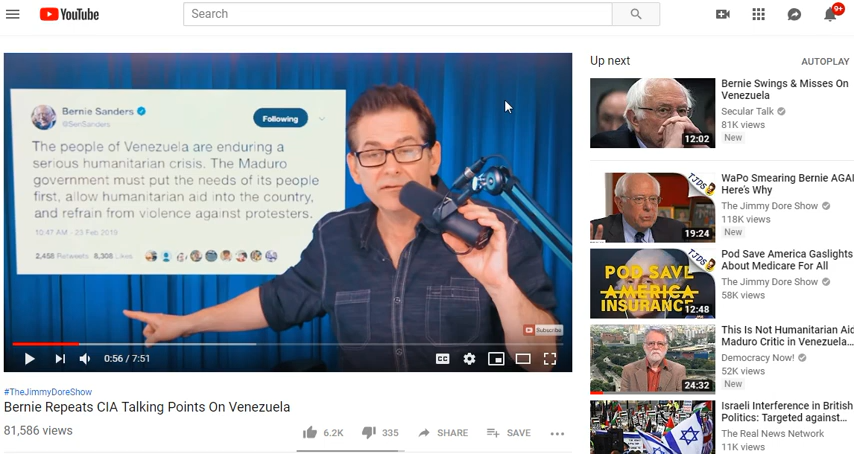 YouTube
Search
9+
Bernie Sanders
@SenSanders
Following
The people of Venezuela are enduring a
serious humanitarian crisis. The Maduro
government must put the needs of its people
first, allow humanitarian aid into the country,
and refrain from violence against protesters.
10:47 AM - 23 Feb 2019
2,458 Retweets 8,308 Likes
Subscribe
0:56 / 7:51
CC
#TheJimmyDoreShow
Bernie Repeats CIA Talking Points On Venezuela
81,586 views
6.2K
335
SHARE
SAVE
Up next
AUTOPLAY
12:02
Bernie Swings & Misses On
Venezuela
Secular Talk
81K views
New
TJDS
19:24
WaPo Smearing Bernie AGAI
Here's Why
The Jimmy Dore Show
118K views
New
TJDS
POD SAVE
AMERICA
INSURANCE
12:48
Pod Save America Gaslights
About Medicare For All
The Jimmy Dore Show
58K views
24:32
This Is Not Humanitarian Aid
Maduro Critic in Venezuela...
Democracy Now!
52K views
New
Israeli Interference in British
Politics: Targeted against...
The Real News Network
11K views